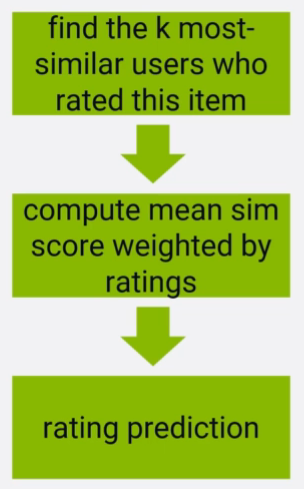 find the k most-
similar users who
rated this item
compute mean sim
score weighted by
ratings
rating prediction